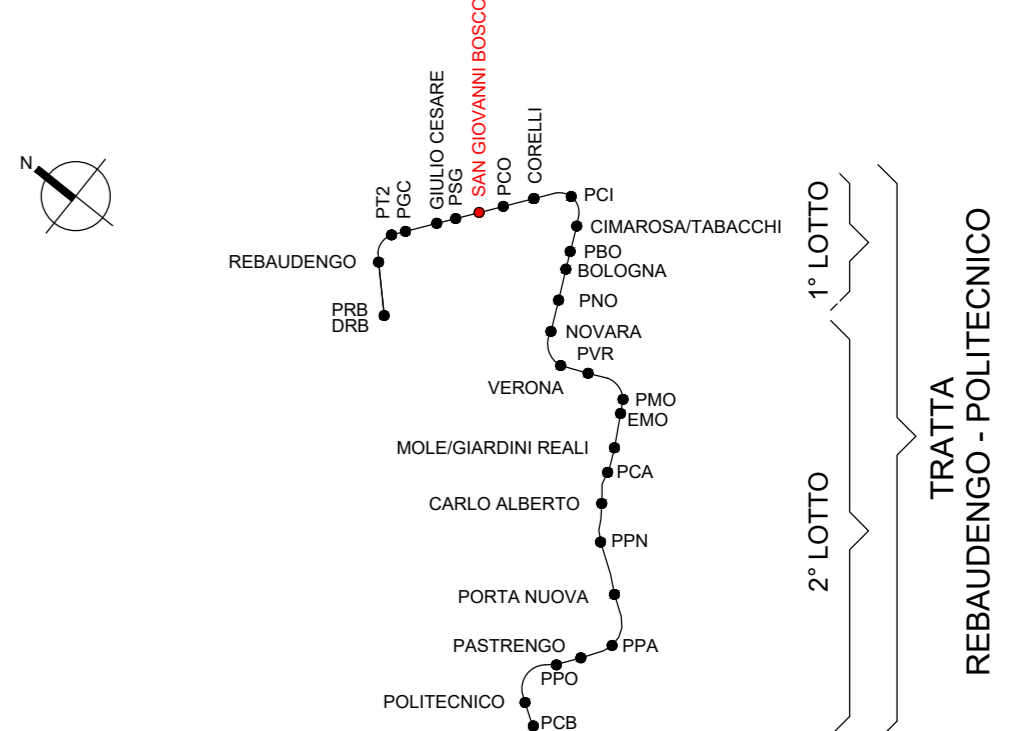 N
SAN GIOVANNI BOSCO
GIULIO CESARE
CORELLI
PT2
PGC
PSG
PCO
PCI
CIMAROSA/TABACCHI
REBAUDENGO
PBO
BOLOGNA
PRB
DRB
PNO
NOVARA
PVR
VERONA
PMO
EMO
MOLE/GIARDINI REALI
PCA
CARLO ALBERTO
PPN
PORTA NUOVA
PASTRENGO
PPA
PPO
POLITECNICO
PCB
1° LOTTO
2° LOTTO
TRATTA
REBAUDENGO - POLITECNICO